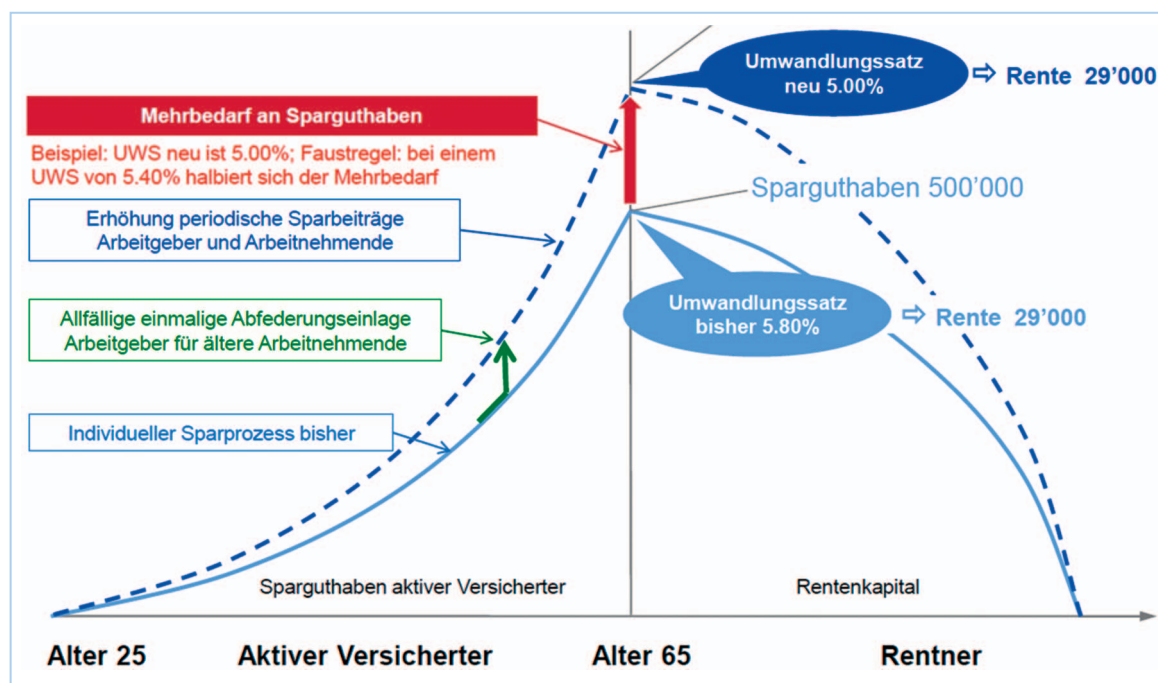 Umwandlungssatz
neu 5.00%
⇨ Rente 29’000
Mehrbedarf an Sparguthaben
Beispiel: UWS neu ist 5.00%; Faustregel: bei einem
UWS von 5.40% halbiert sich der Mehrbedarf
Sparguthaben 500’000
Erhöhung periodische Sparbeiträge
Arbeitgeber und Arbeitnehmende
Umwandlungssatz
bisher 5.80%
⇨ Rente 29’000
Allfällige einmalige Abfederungseinlage
Arbeitgeber für ältere Arbeitnehmende
Individueller Sparprozess bisher
Sparguthaben aktiver Versicherter
Rentenkapital
Alter 25
Aktiver Versicherter
Alter 65
Rentner